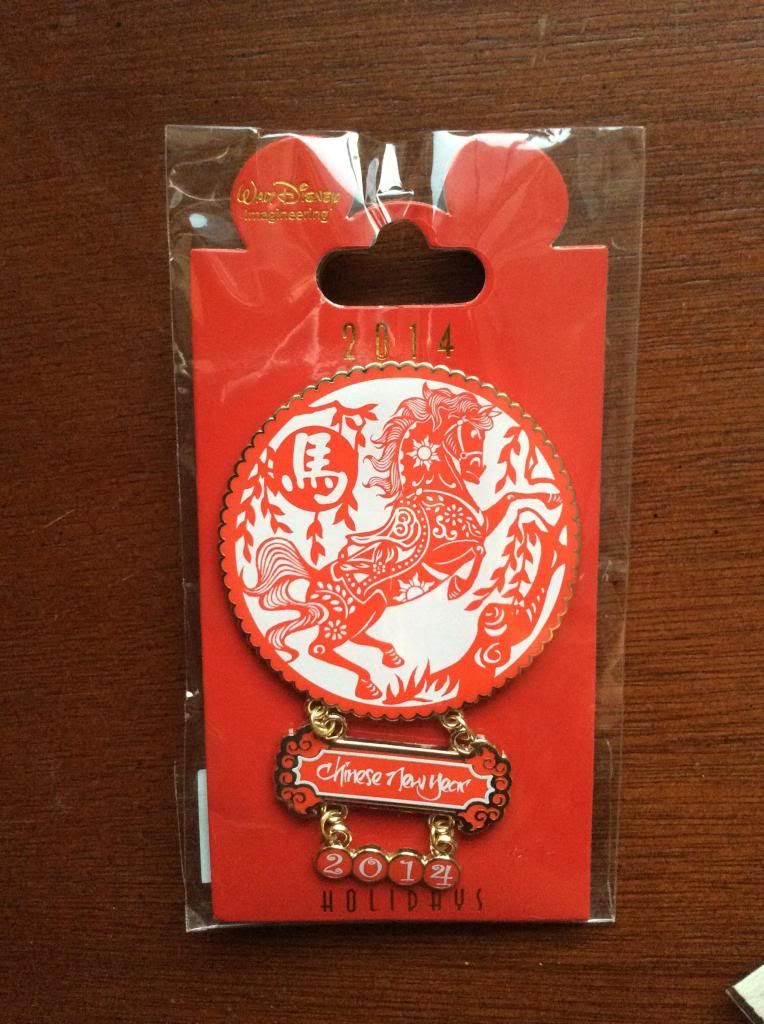 WALT DISNEY
Imagineering
2014
馬
Chinese New Year
2014
HOLIDAYS